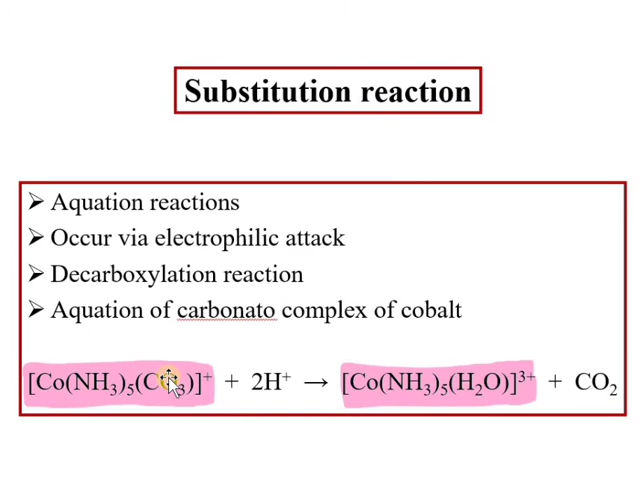 Substitution reaction
➢ Aquation reactions
➢ Occur via electrophilic attack
➢ Decarboxylation reaction
➢ Aquation of carbonato complex of cobalt
[Co(NH₃)₅(C ₃)]⁺ + 2H⁺ → [Co(NH₃)₅(H₂O)]³⁺ + CO₂